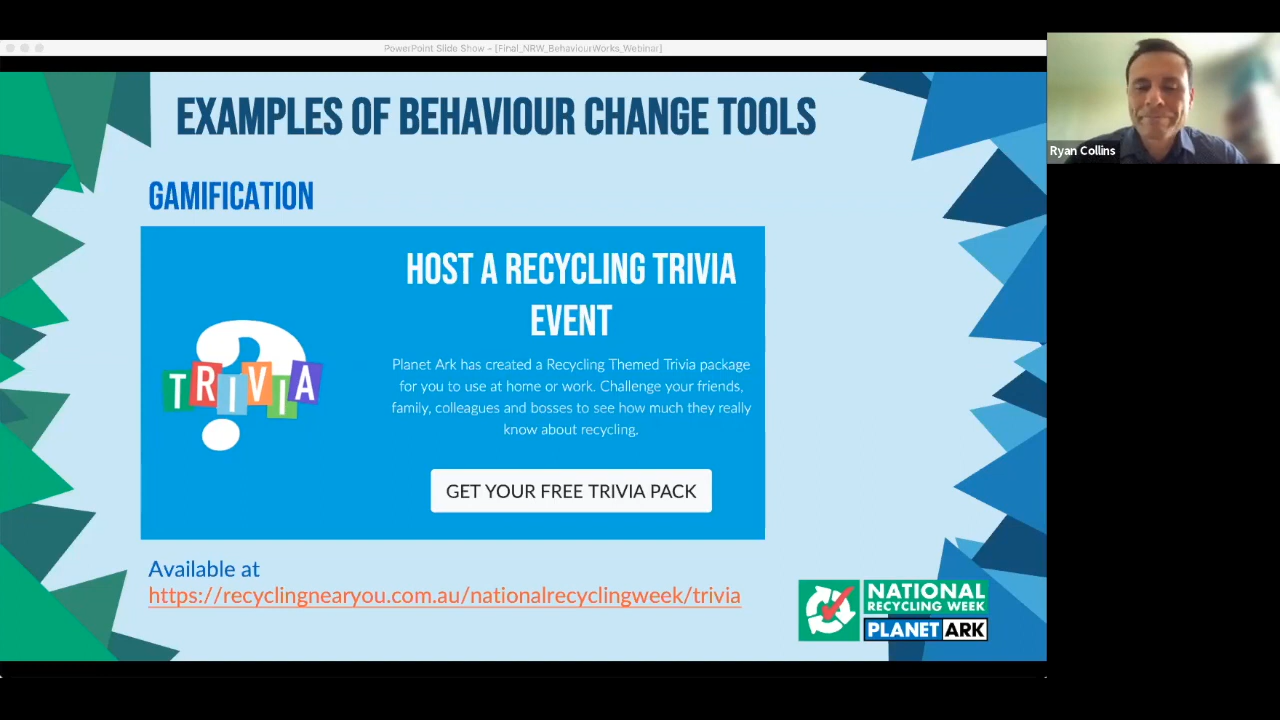 PowerPoint Slide Show - [Final_NRW_BehaviourWorks_Webinar]
EXAMPLES OF BEHAVIOUR CHANGE TOOLS
Ryan Collins
GAMIFICATION
HOST A RECYCLING TRIVIA
EVENT
TRIVIA
Planet Ark has created a Recycling Themed Trivia package
for you to use at home or work. Challenge your friends,
family, colleagues and bosses to see how much they really
know about recycling.
GET YOUR FREE TRIVIA PACK
Available at
https://recyclingnearyou.com.au/nationalrecyclingweek/trivia
NATIONAL
RECYCLING WEEK
PLANET ARK